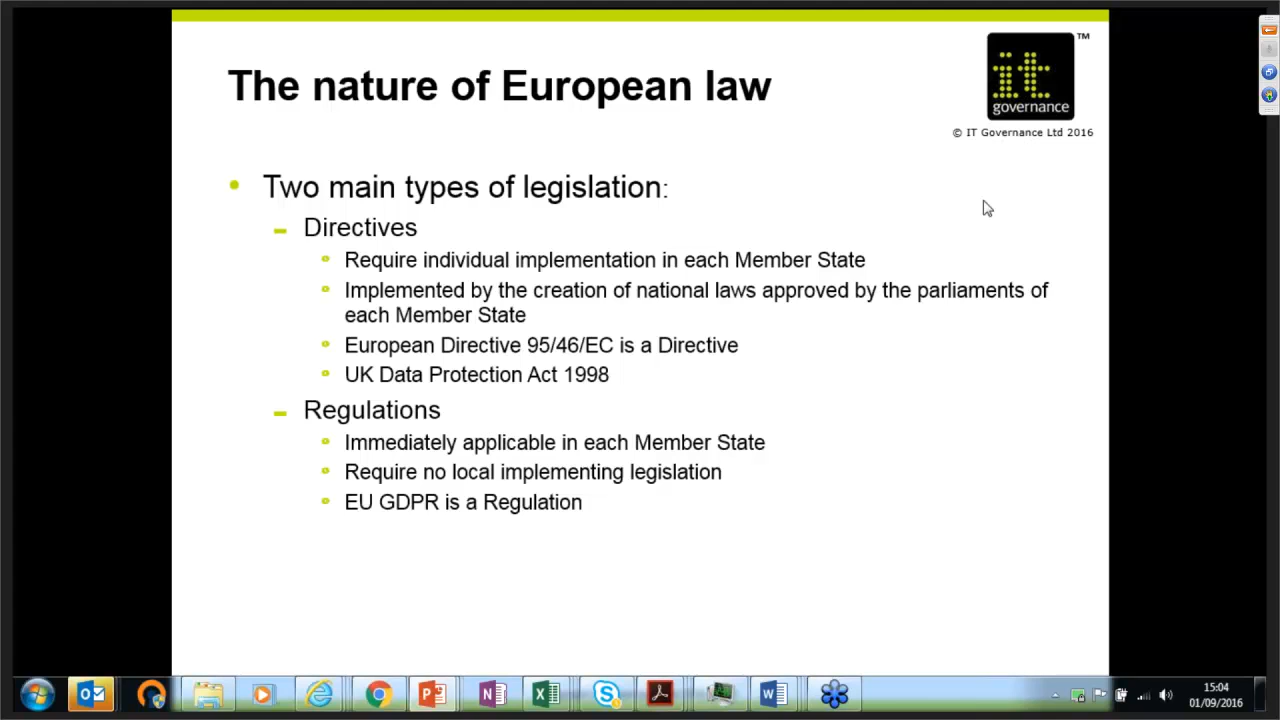 The nature of European law
it
governance
™
© IT Governance Ltd 2016
• Two main types of legislation:
– Directives
• Require individual implementation in each Member State
• Implemented by the creation of national laws approved by the parliaments of
each Member State
• European Directive 95/46/EC is a Directive
• UK Data Protection Act 1998
– Regulations
• Immediately applicable in each Member State
• Require no local implementing legislation
• EU GDPR is a Regulation
15:04
01/09/2016